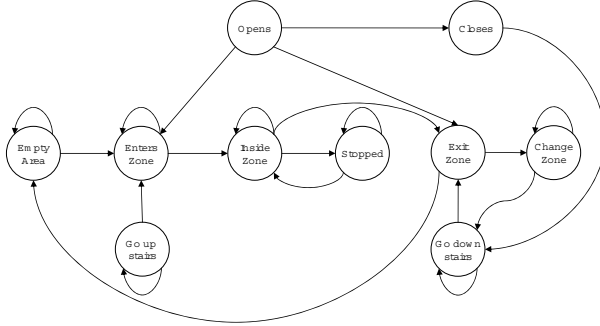 Opens
Closes
Empty
Area
Enters
Zone
Inside
Zone
Stopped
Exit
Zone
Change
Zone
Go up
stairs
Go down
stairs